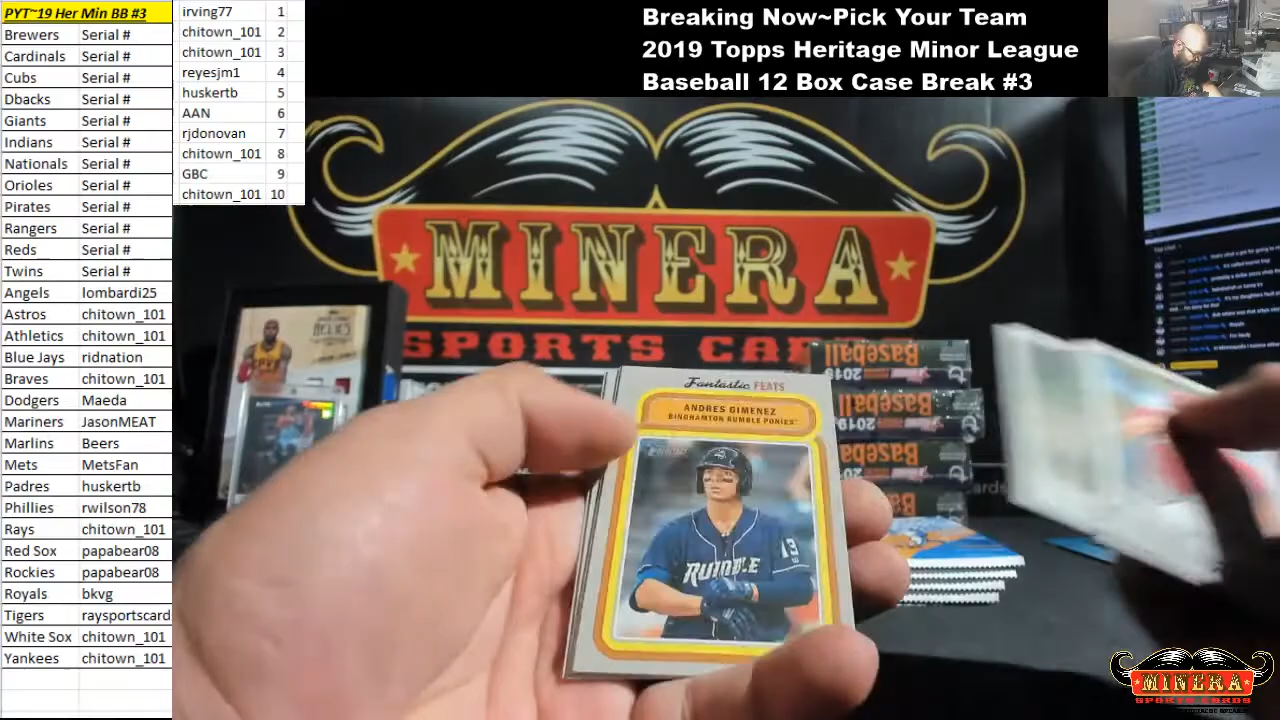 PYT~19 Her Min BB #3
Brewers Serial #
Cardinals Serial #
Cubs Serial #
Dbacks Serial #
Giants Serial #
Indians Serial #
Nationals Serial #
Orioles Serial #
Pirates Serial #
Rangers Serial #
Reds Serial #
Twins Serial #
Angels lombardi25
Astros chitown_101
Athletics chitown_101
Blue Jays ridnation
Braves chitown_101
Dodgers Maeda
Mariners JasonMEAT
Marlins Beers
Mets MetsFan
Padres huskertb
Phillies rwilson78
Rays chitown_101
Red Sox papabear08
Rockies papabear08
Royals bkvg
Tigers raysportscard
White Sox chitown_101
Yankees chitown_101
irving77 1
chitown_101 2
chitown_101 3
reyesjm1 4
huskertb 5
AAN 6
rjdonovan 7
chitown_101 8
GBC 9
chitown_101 10
Breaking Now~Pick Your Team
2019 Topps Heritage Minor League
Baseball 12 Box Case Break #3
MINERA
SPORTS CA
Baseball
2019
Baseball
Baseball
Fantastic FEATS
ANDRES GIMENEZ
BINGHAMTON RUMBLE PONIES
HERITAGE
RUMBLE
13
MINERA
SPORTS CARDS